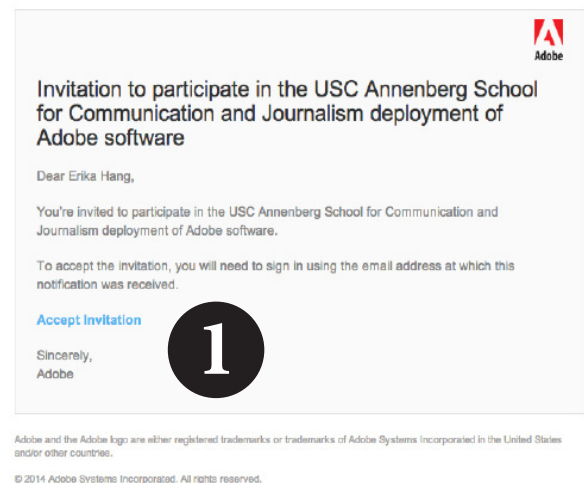 Adobe
Invitation to participate in the USC Annenberg School
for Communication and Journalism deployment of
Adobe software
Dear Erika Hang,
You're invited to participate in the USC Annenberg School for Communication and
Journalism deployment of Adobe software.
To accept the invitation, you will need to sign in using the email address at which this
notification was received.
Accept Invitation
1
Sincerely,
Adobe
Adobe and the Adobe logo are either registered trademarks or trademarks of Adobe Systems Incorporated in the United States
and/or other countries.
© 2014 Adobe Systems Incorporated. All rights reserved.